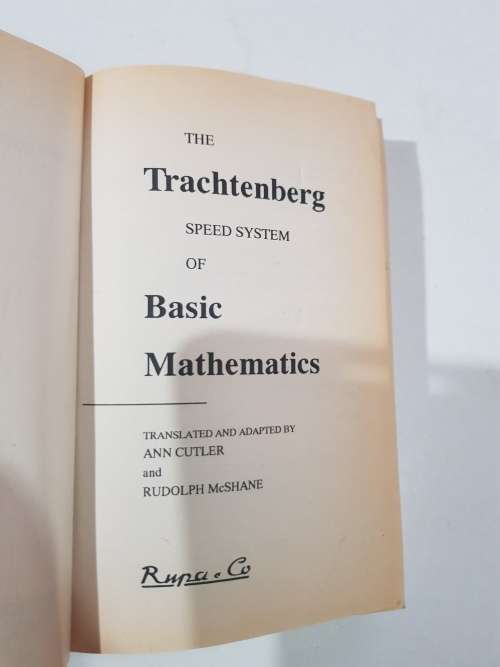 THE
Trachtenberg
SPEED SYSTEM
OF
Basic
Mathematics
TRANSLATED AND ADAPTED BY
ANN CUTLER
and
RUDOLPH McSHANE
Rupa & Co